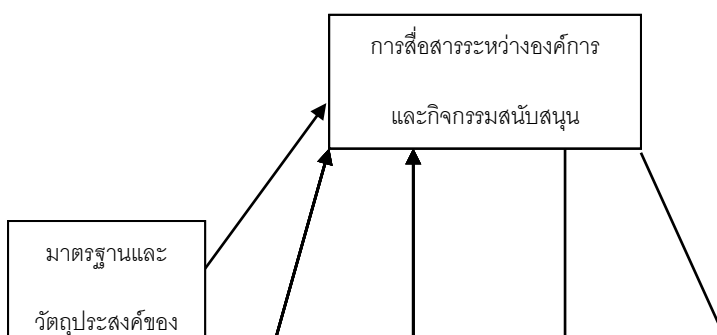 การสื่อสารระหว่างองค์การ
และกิจกรรมสนับสนุน
มาตรฐานและ
วัตถุประสงค์ของ